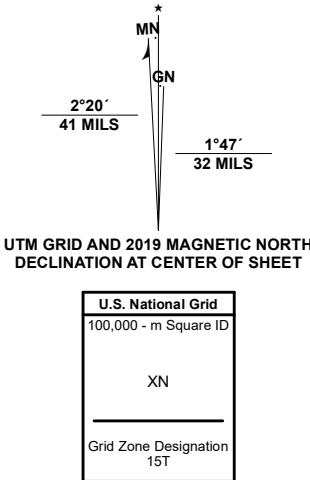 ★
MN
GN
2°20´
41 MILS
1°47´
32 MILS
UTM GRID AND 2019 MAGNETIC NORTH
DECLINATION AT CENTER OF SHEET
U.S. National Grid
100,000 - m Square ID
XN
Grid Zone Designation
15T